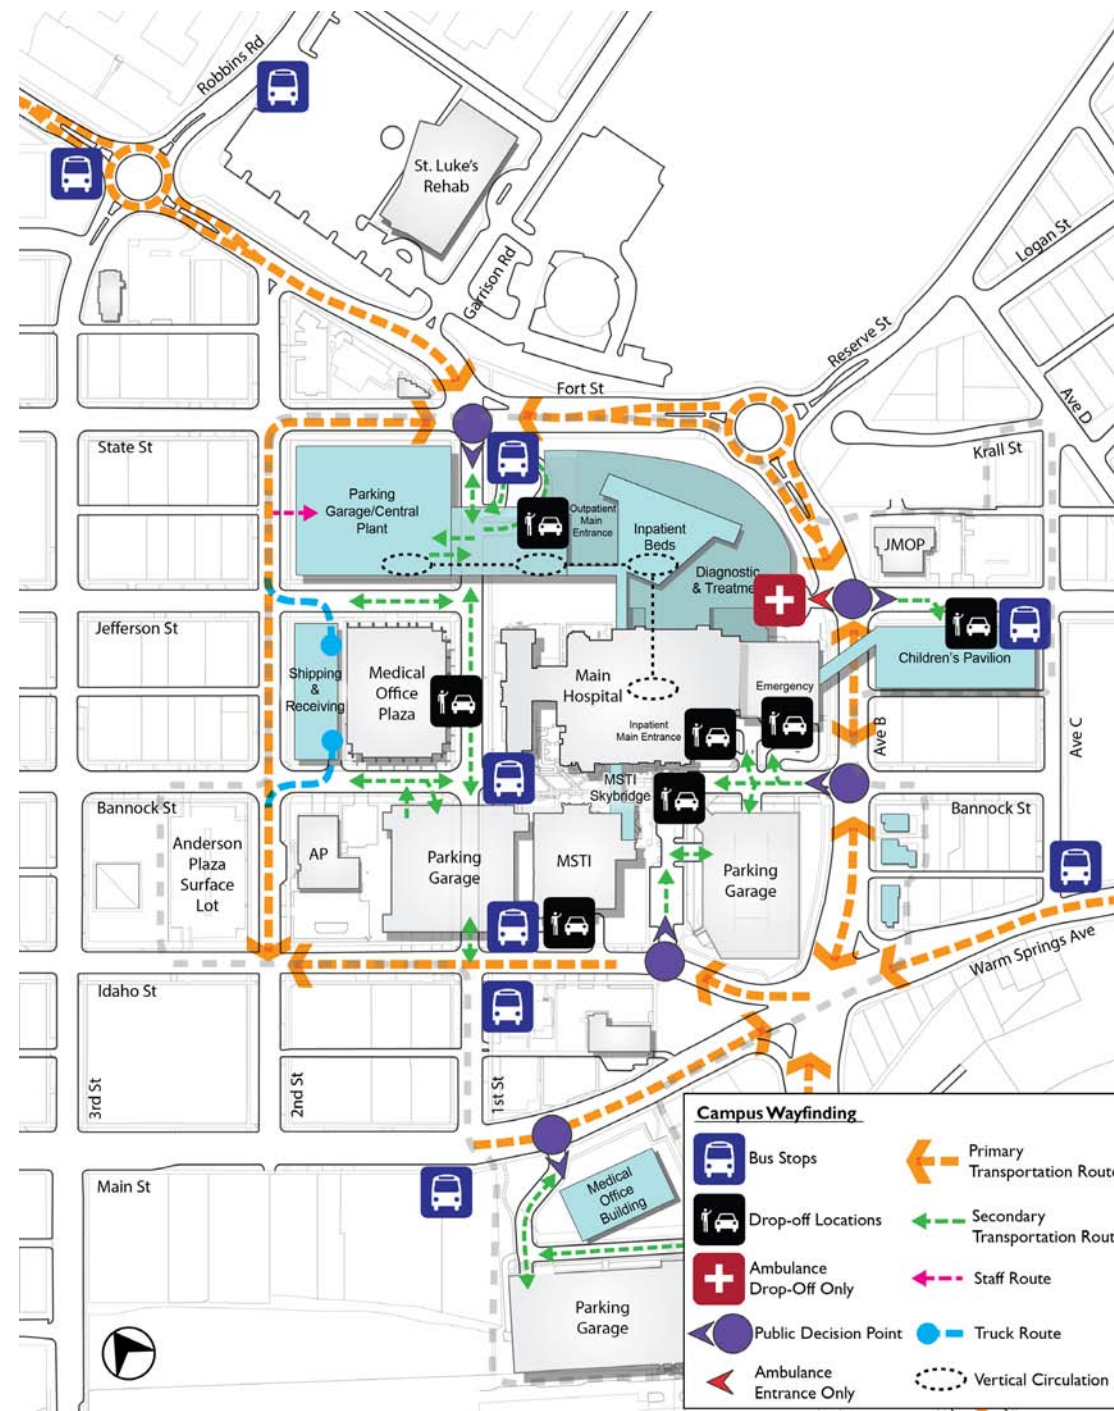 Robbins Rd
St. Luke's
Rehab
Garrison Rd
Logan St
Reserve St
Fort St
Ave D
State St
Krall St
Parking
Garage/Central
Plant
Outpatient
Main
Entrance
Inpatient
Beds
JMOP
Diagnostic
& Treatme
Jefferson St
Children's Pavilion
Shipping
&
Receiving
Medical
Office
Plaza
Main
Hospital
Emergency
Inpatient
Main Entrance
Ave B
Ave C
MSTI
Skybridge
Bannock St
Bannock St
Anderson
Plaza
Surface
Lot
AP
Parking
Garage
MSTI
Parking
Garage
Warm Springs Ave
Idaho St
3rd St
2nd St
1st St
Main St
Medical
Office
Building
Parking
Garage
Campus Wayfinding
Bus Stops
Drop-off Locations
Ambulance
Drop-Off Only
Public Decision Point
Ambulance
Entrance Only
Primary
Transportation Route
Secondary
Transportation Rout
Staff Route
Truck Route
Vertical Circulation